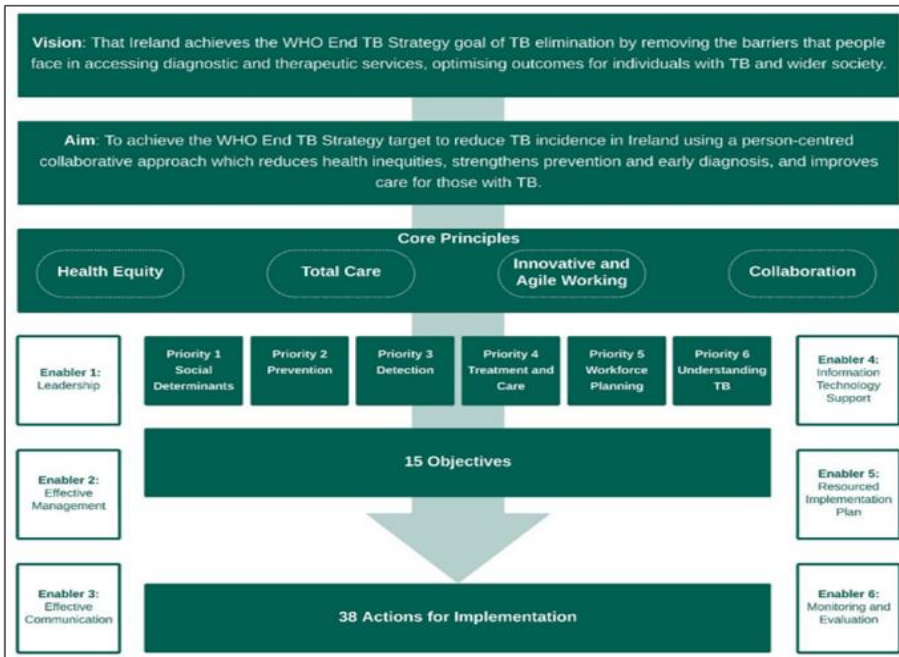 Vision: That Ireland achieves the WHO End TB Strategy goal of TB elimination by removing the barriers that people
face in accessing diagnostic and therapeutic services, optimising outcomes for individuals with TB and wider society.
Aim: To achieve the WHO End TB Strategy target to reduce TB incidence in Ireland using a person-centred
collaborative approach which reduces health inequities, strengthens prevention and early diagnosis, and improves
care for those with TB.
Core Principles
Health Equity
Total Care
Innovative and
Agile Working
Collaboration
Enabler 1:
Leadership
Priority 1
Social
Determinants
Priority 2
Prevention
Priority 3
Detection
Priority 4
Treatment and
Care
Priority 5
Workforce
Planning
Priority 6
Understanding
TB
Enabler 4:
Information
Technology
Support
Enabler 2:
Effective
Management
15 Objectives
Enabler 5:
Resourced
Implementation
Plan
Enabler 3:
Effective
Communication
38 Actions for Implementation
Enabler 6:
Monitoring and
Evaluation